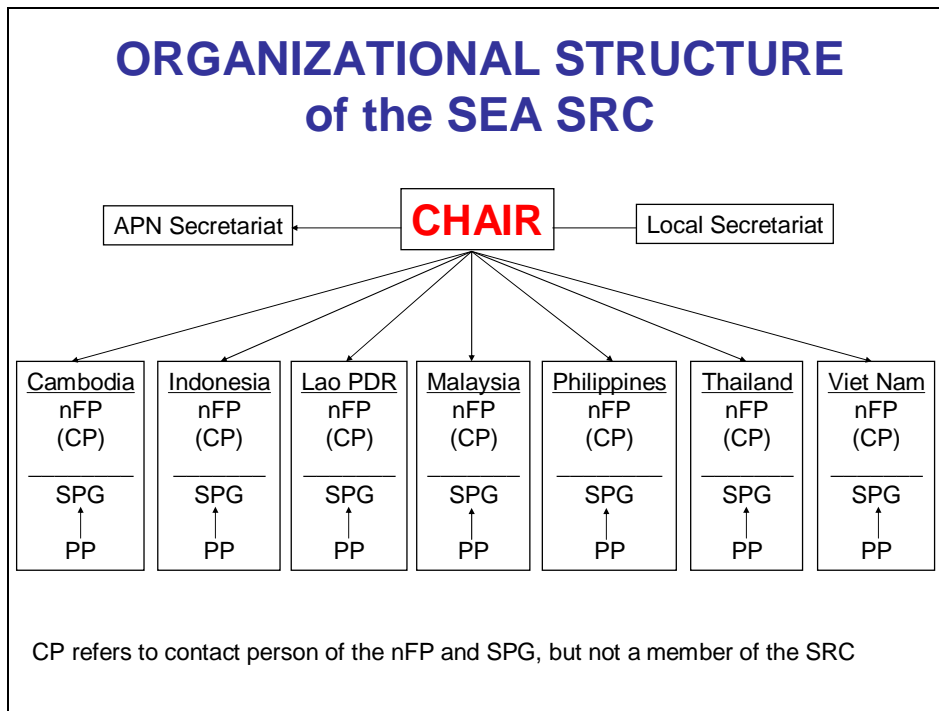 ORGANIZATIONAL STRUCTURE
of the SEA SRC
APN Secretariat
CHAIR
Local Secretariat
Cambodia
nFP
(CP)
SPG
PP
Indonesia
nFP
(CP)
SPG
PP
Lao PDR
nFP
(CP)
SPG
PP
Malaysia
nFP
(CP)
SPG
PP
Philippines
nFP
(CP)
SPG
PP
Thailand
nFP
(CP)
SPG
PP
Viet Nam
nFP
(CP)
SPG
PP
CP refers to contact person of the nFP and SPG, but not a member of the SRC